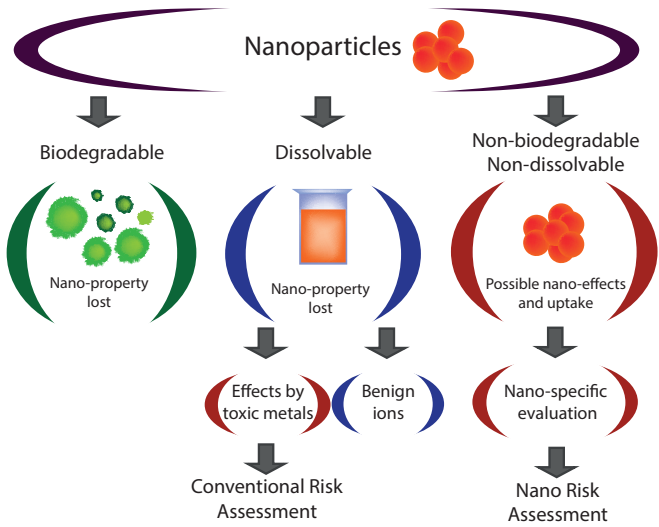 Nanoparticles
Biodegradable
Dissolvable
Non-biodegradable
Non-dissolvable
Nano-property
lost
Nano-property
lost
Possible nano-effects
and uptake
Effects by
toxic metals
Benign
ions
Nano-specific
evaluation
Conventional Risk
Assessment
Nano Risk
Assessment